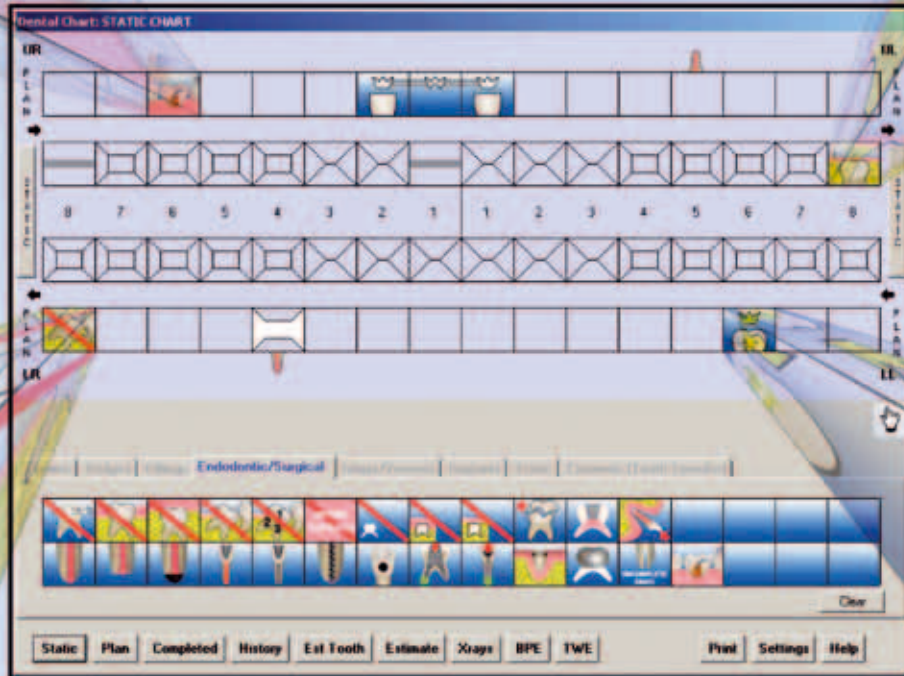 Dental Chart: STATIC CHART
UR UL
PLAN PLAN
STATIC STATIC
8 7 6 5 4 3 2 1 1 2 3 4 5 6 7 8
PLAN PLAN
LR LL
Endodontic/Surgical
Clear
Static Plan Completed History Est Tooth Estimate Xrays BPE TWE Print Settings Help